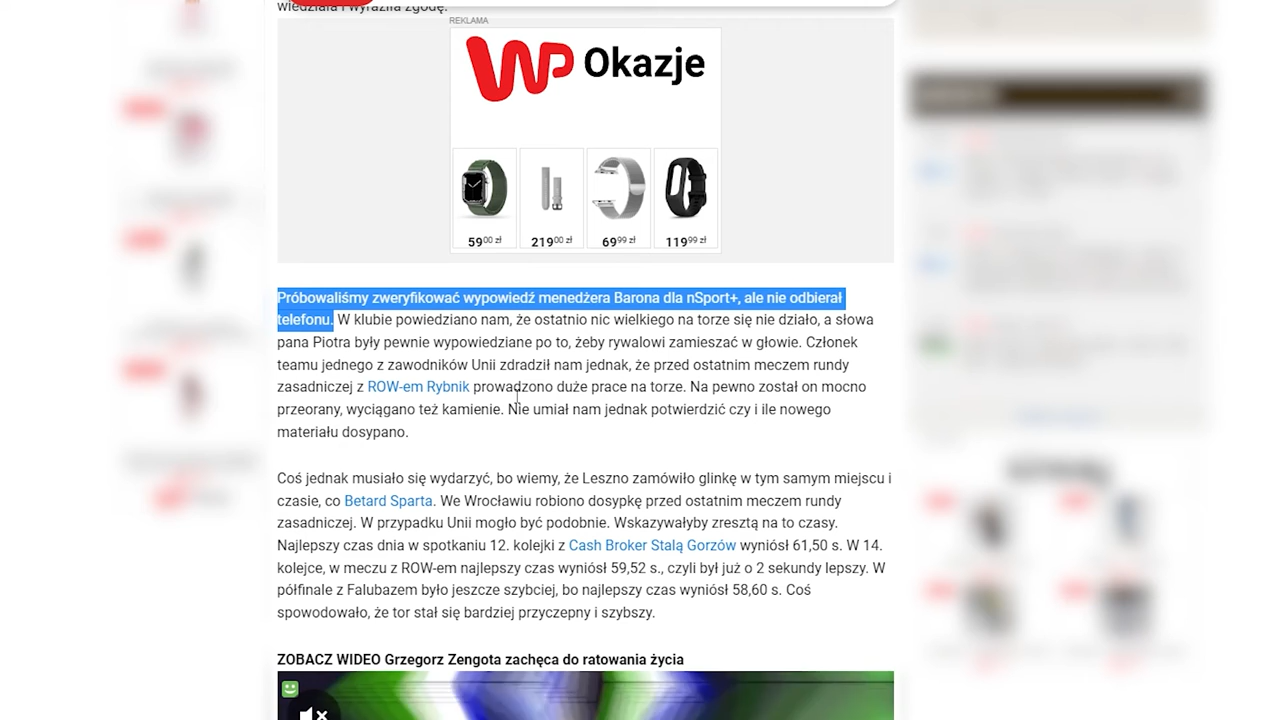 wiedziała i wyraziła zgodę.
REKLAMA
WP Okazje
5900 zł 21900 zł 6999 zł 11999 zł
Próbowaliśmy zweryfikować wypowiedź menedżera Barona dla nSport+, ale nie odbierał
telefonu. W klubie powiedziano nam, że ostatnio nic wielkiego na torze się nie działo, a słowa
pana Piotra były pewnie wypowiedziane po to, żeby rywalowi zamieszać w głowie. Członek
teamu jednego z zawodników Unii zdradził nam jednak, że przed ostatnim meczem rundy
zasadniczej z ROW-em Rybnik prowadzono duże prace na torze. Na pewno został on mocno
przeorany, wyciągano też kamienie. Nie umiał nam jednak potwierdzić czy i ile nowego
materiału dosypano.
Coś jednak musiało się wydarzyć, bo wiemy, że Leszno zamówiło glinkę w tym samym miejscu i
czasie, co Betard Sparta. We Wrocławiu robiono dosypkę przed ostatnim meczem rundy
zasadniczej. W przypadku Unii mogło być podobnie. Wskazywałyby zresztą na to czasy.
Najlepszy czas dnia w spotkaniu 12. kolejki z Cash Broker Stalą Gorzów wyniósł 61,50 s. W 14.
kolejce, w meczu z ROW-em najlepszy czas wyniósł 59,52 s., czyli był już o 2 sekundy lepszy. W
półfinale z Falubazem było jeszcze szybciej, bo najlepszy czas wyniósł 58,60 s. Coś
spowodowało, że tor stał się bardziej przyczepny i szybszy.
ZOBACZ WIDEO Grzegorz Zengota zachęca do ratowania życia